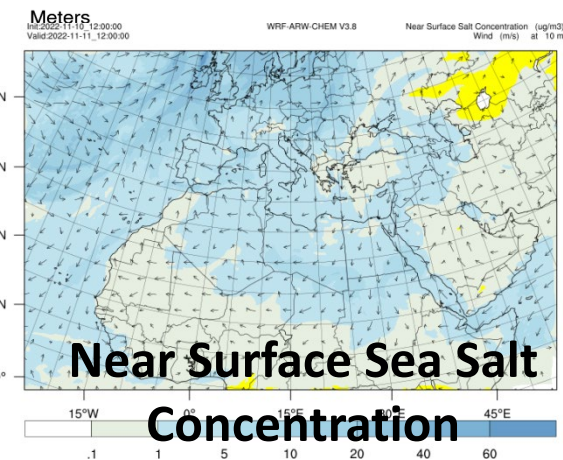 Meters
Init:2022-11-10_12:00:00 WRF-ARW-CHEM V3.8 Near Surface Salt Concentration (ug/m3)
Valid:2022-11-11_12:00:00 Wind (m/s) at 10 m
N
N
N
N
Near Surface Sea Salt
15°W 0° 15°E 30°E 45°E
Concentration
.1 1 5 10 20 40 60